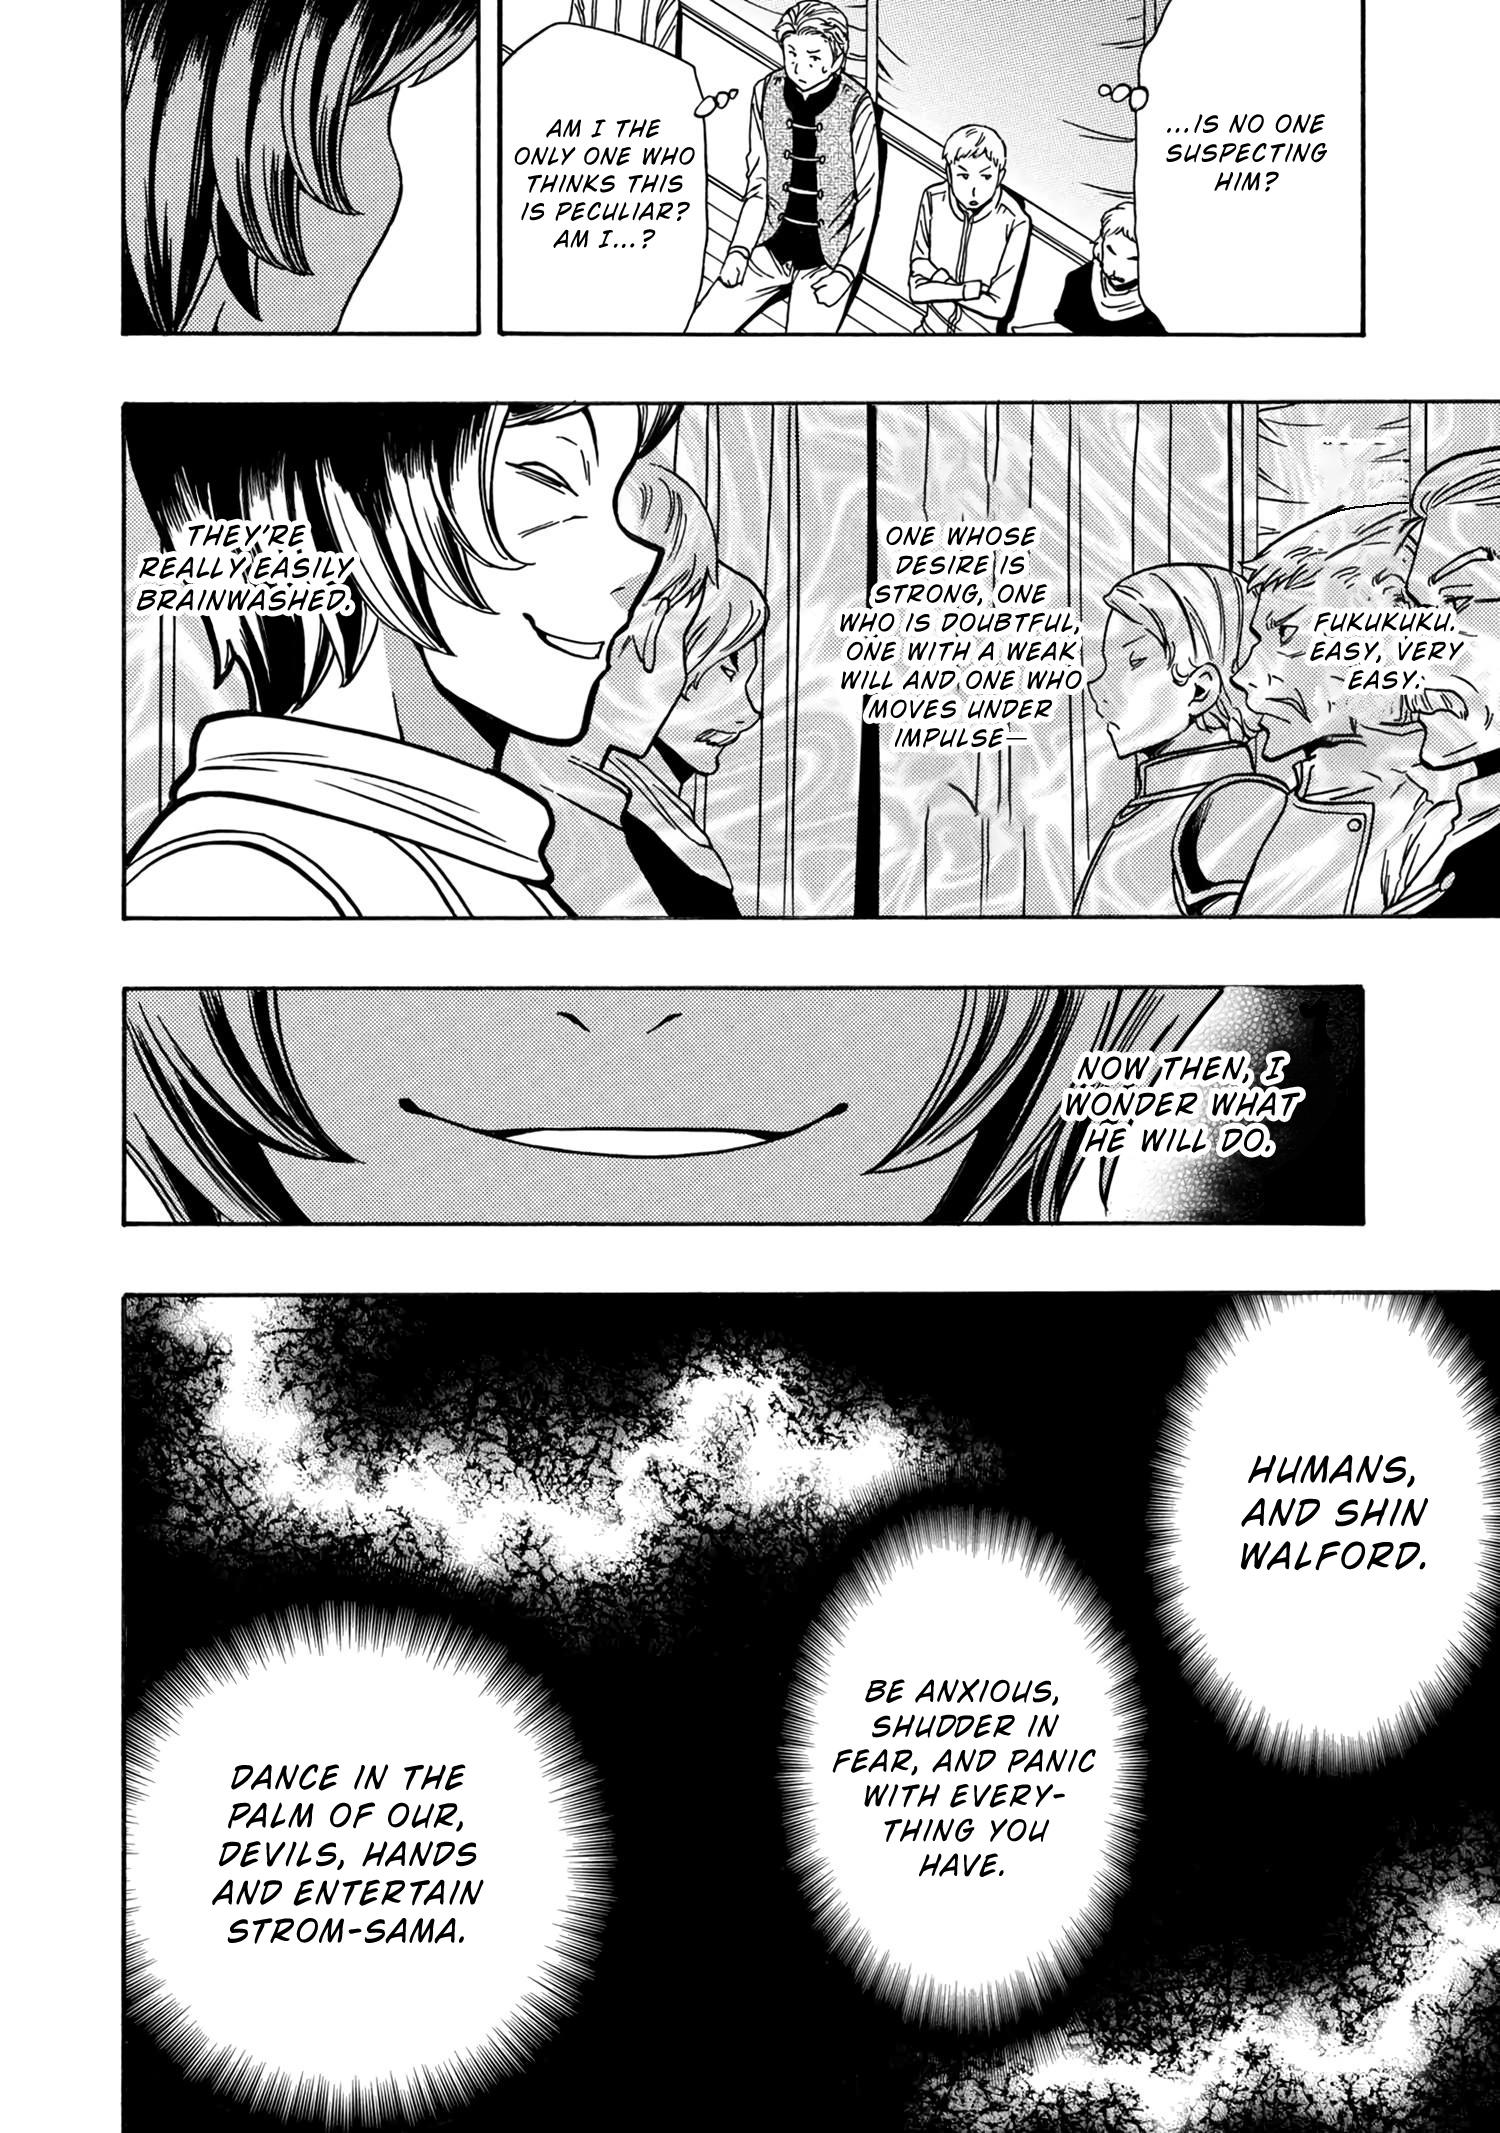 ...IS NO ONE
SUSPECTING
HIM?
AM I THE
ONLY ONE WHO
THINKS THIS
IS PECULIAR?
AM I...?
FUKUKUKU.
EASY, VERY
EASY.
ONE WHOSE
DESIRE IS
STRONG, ONE
WHO IS DOUBTFUL,
ONE WITH A WEAK
WILL AND ONE WHO
MOVES UNDER
IMPULSE—
THEY'RE
REALLY EASILY
BRAINWASHED.
NOW THEN, I
WONDER WHAT
HE WILL DO.
HUMANS,
AND SHIN
WALFORD.
BE ANXIOUS,
SHUDDER IN
FEAR, AND PANIC
WITH EVERY-
THING YOU
HAVE.
DANCE IN THE
PALM OF OUR,
DEVILS, HANDS
AND ENTERTAIN
STROM-SAMA.